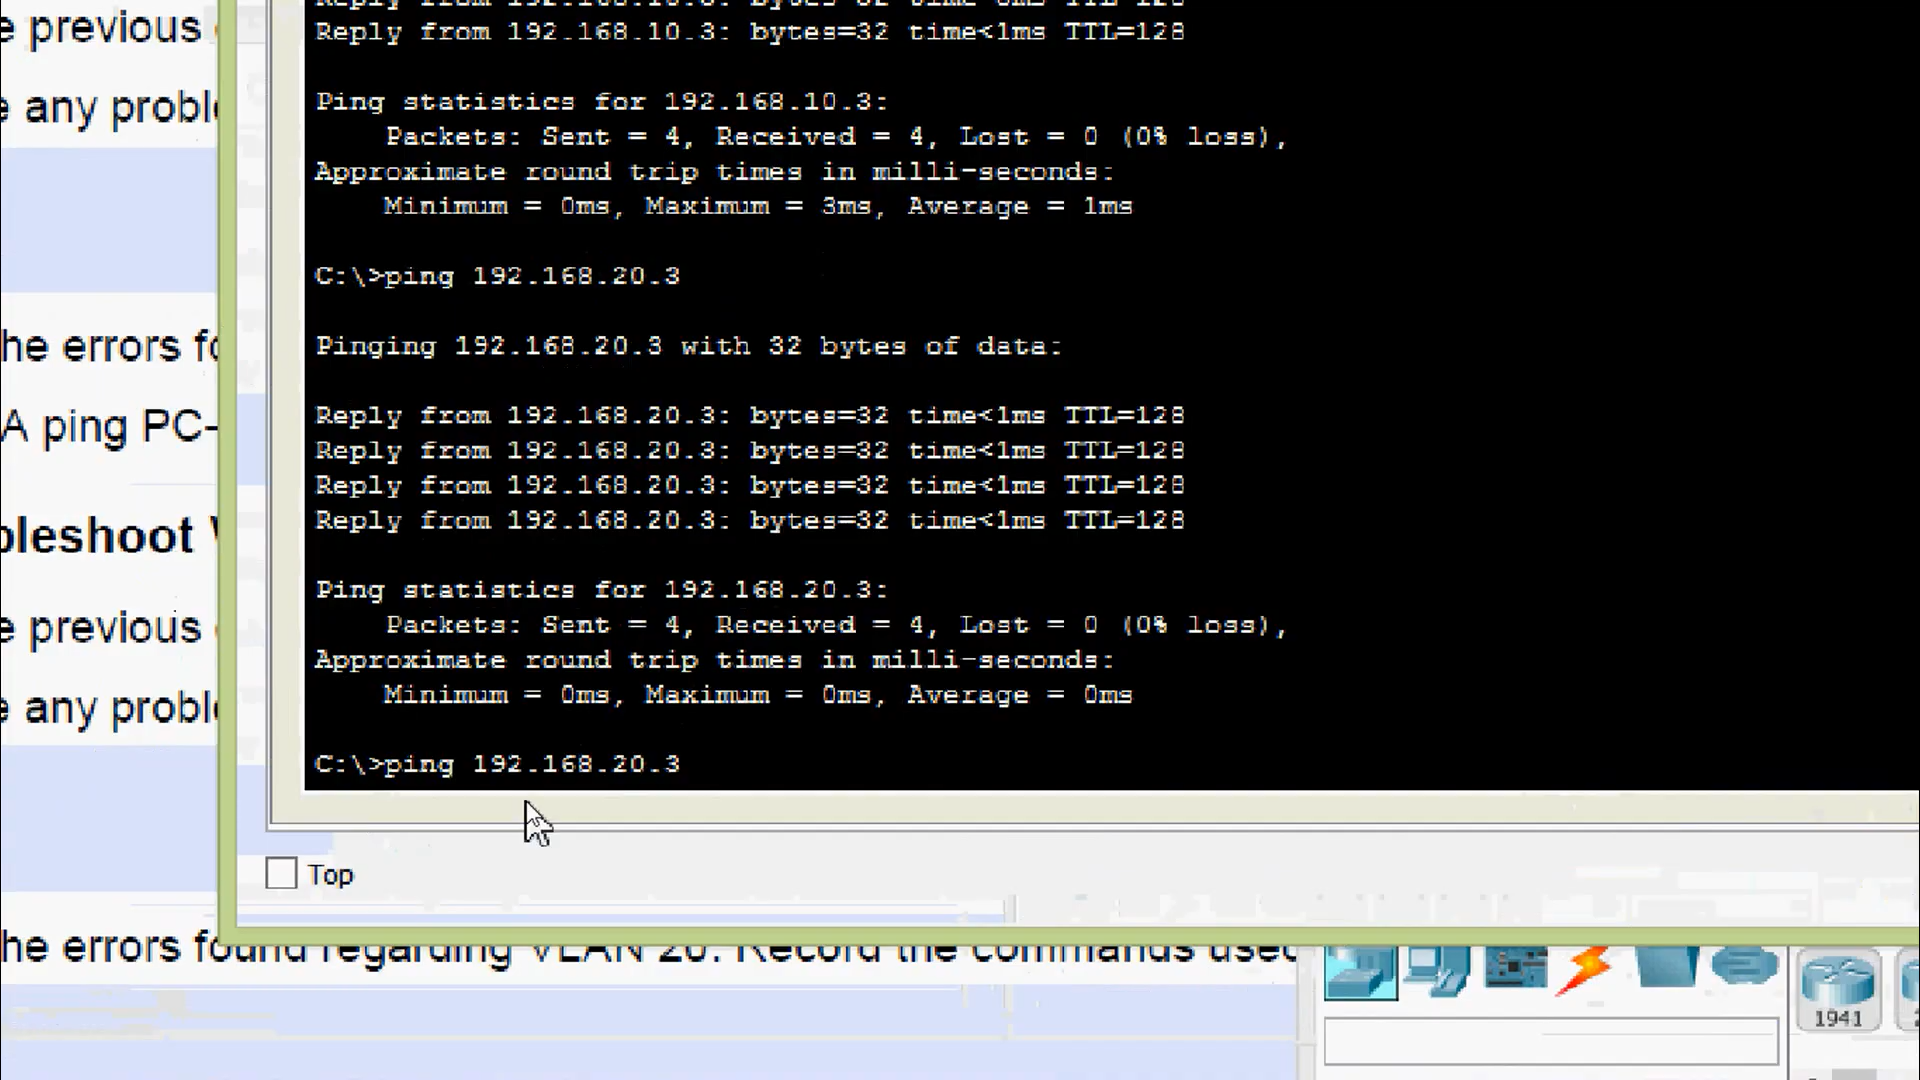 e previous
Reply from 192.168.10.3: bytes=32 time<1ms TTL=128
e any probl
Ping statistics for 192.168.10.3:
Packets: Sent = 4, Received = 4, Lost = 0 (0% loss),
Approximate round trip times in milli-seconds:
Minimum = 0ms, Maximum = 3ms, Average = 1ms
C:\>ping 192.168.20.3
he errors fo
Pinging 192.168.20.3 with 32 bytes of data:
A ping PC-
Reply from 192.168.20.3: bytes=32 time<1ms TTL=128
Reply from 192.168.20.3: bytes=32 time<1ms TTL=128
Reply from 192.168.20.3: bytes=32 time<1ms TTL=128
Reply from 192.168.20.3: bytes=32 time<1ms TTL=128
bleshoot
Ping statistics for 192.168.20.3:
e previous
Packets: Sent = 4, Received = 4, Lost = 0 (0% loss),
Approximate round trip times in milli-seconds:
Minimum = 0ms, Maximum = 0ms, Average = 0ms
e any probl
C:\>ping 192.168.20.3
Top
he errors found regarding VLAN 20. Record the commands used
1941